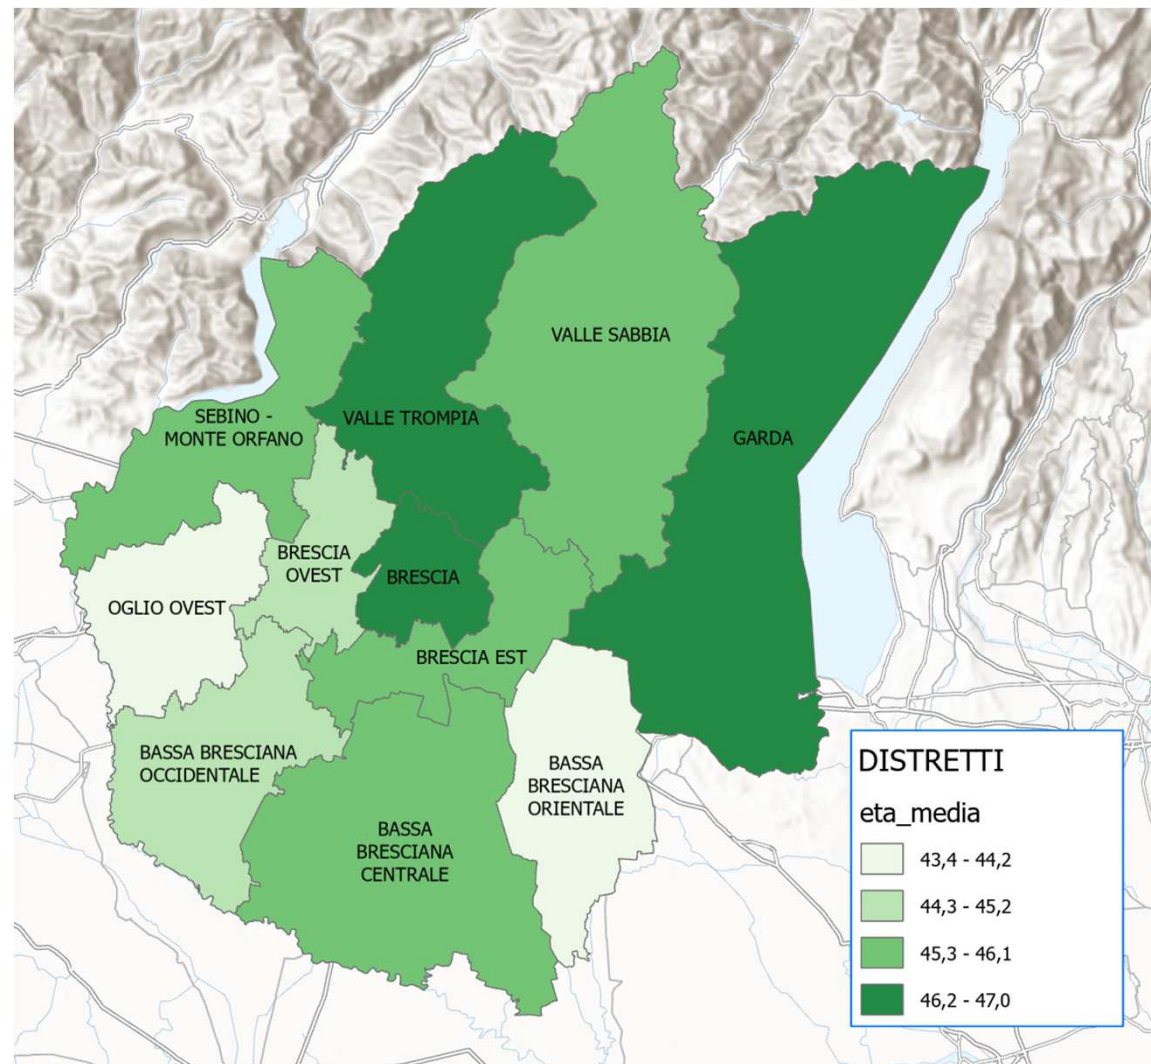 VALLE SABBIA
SEBINO -
MONTE ORFANO
VALLE TROMPIA
GARDA
BRESCIA
OVEST
BRESCIA
OGLIO OVEST
BRESCIA EST
BASSA BRESCIANA
OCCIDENTALE
BASSA
BRESCIANA
ORIENTALE
BASSA
BRESCIANA
CENTRALE
DISTRETTI
eta_media
43,4 - 44,2
44,3 - 45,2
45,3 - 46,1
46,2 - 47,0